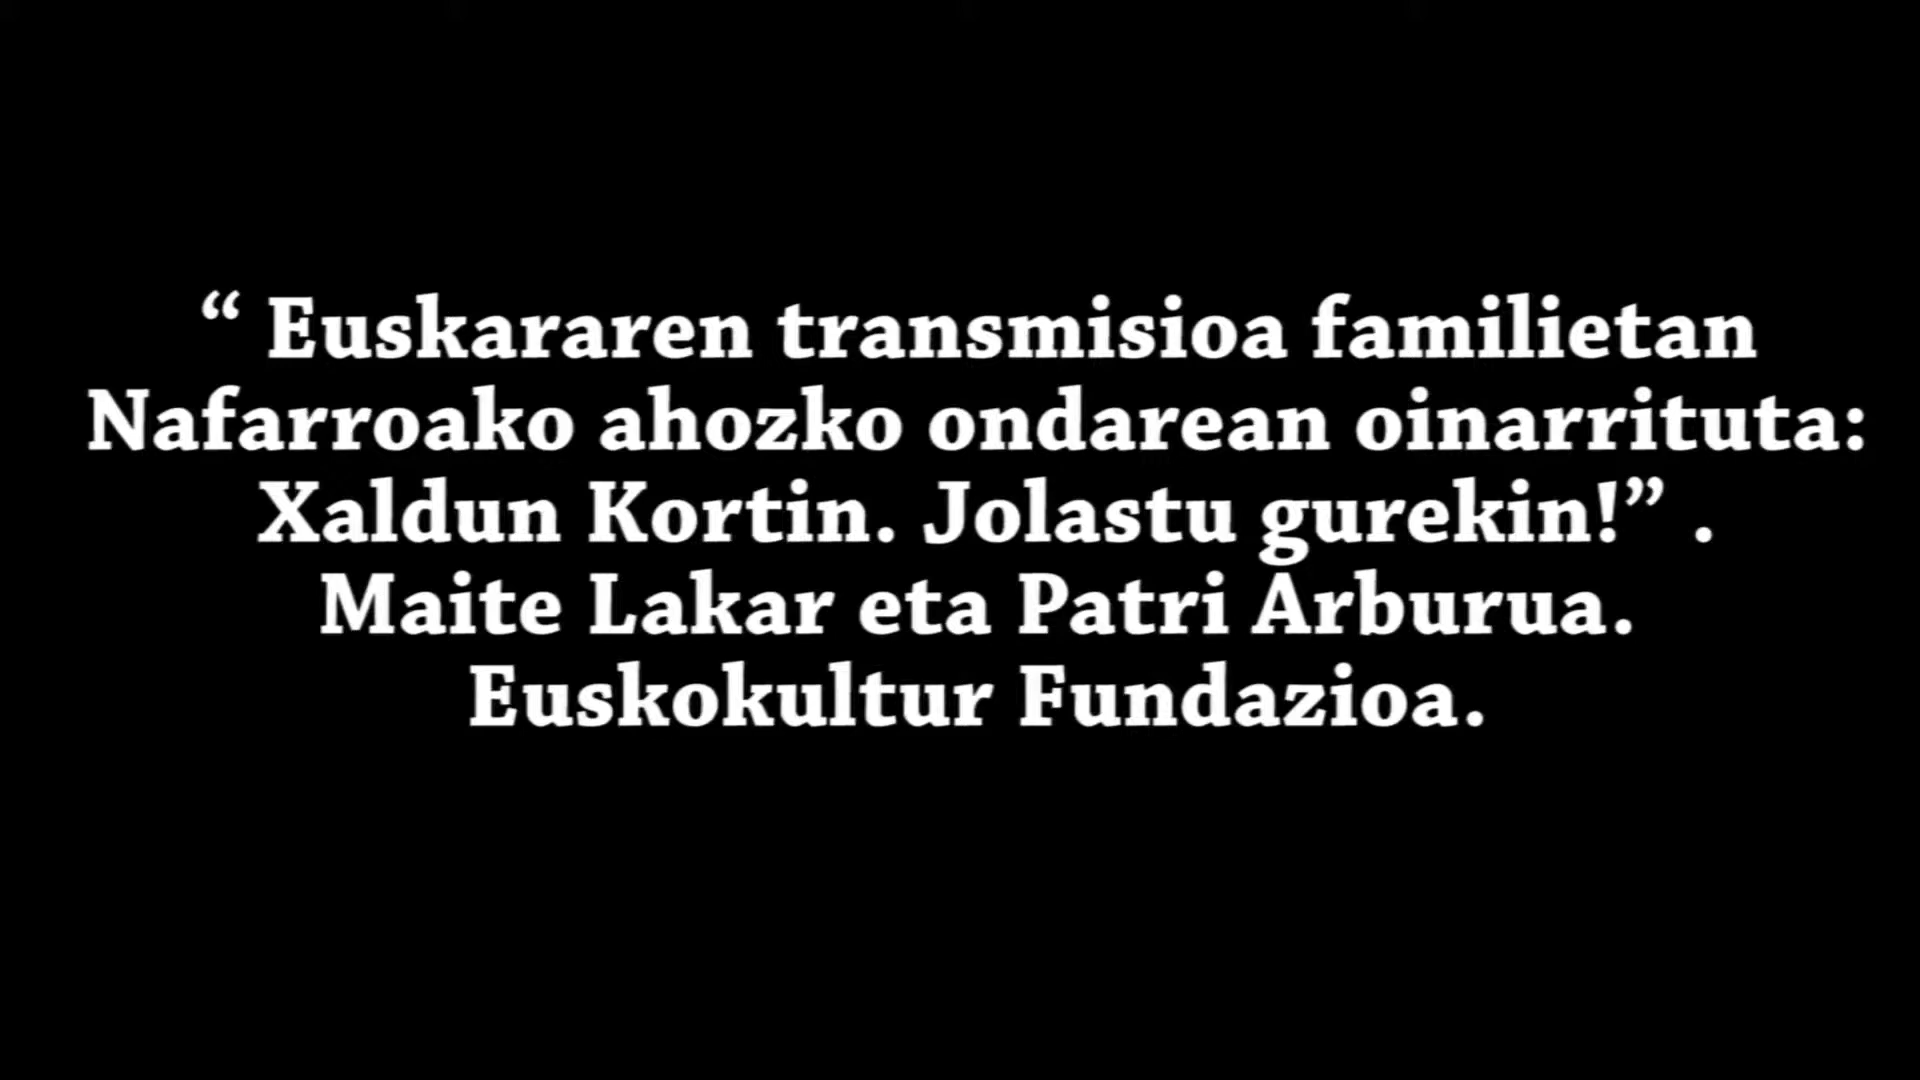 “ Euskararen transmisioa familietan
Nafarroako ahozko ondarean oinarrituta:
Xaldun Kortin. Jolastu gurekin!” .
Maite Lakar eta Patri Arburua.
Euskokultur Fundazioa.